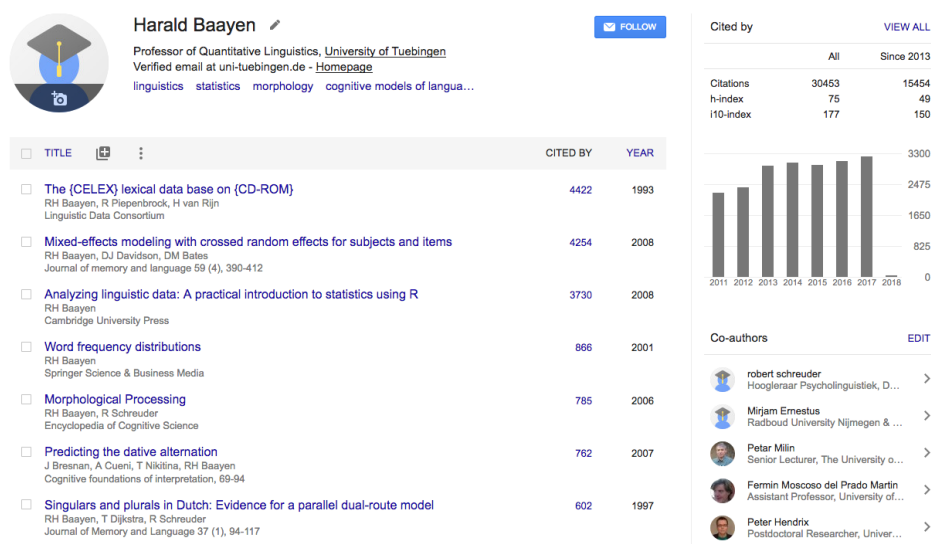 Harald Baayen
Professor of Quantitative Linguistics, University of Tuebingen
Verified email at uni-tuebingen.de - Homepage
linguistics statistics morphology cognitive models of langua…
FOLLOW
TITLE CITED BY YEAR
The {CELEX} lexical data base on {CD-ROM} 4422 1993
RH Baayen, R Piepenbrock, H van Rijn
Linguistic Data Consortium
Mixed-effects modeling with crossed random effects for subjects and items 4254 2008
RH Baayen, DJ Davidson, DM Bates
Journal of memory and language 59 (4), 390-412
Analyzing linguistic data: A practical introduction to statistics using R 3730 2008
RH Baayen
Cambridge University Press
Word frequency distributions 866 2001
RH Baayen
Springer Science & Business Media
Morphological Processing 785 2006
RH Baayen, R Schreuder
Encyclopedia of Cognitive Science
Predicting the dative alternation 762 2007
J Bresnan, A Cueni, T Nikitina, RH Baayen
Cognitive foundations of interpretation, 69-94
Singulars and plurals in Dutch: Evidence for a parallel dual-route model 602 1997
RH Baayen, T Dijkstra, R Schreuder
Journal of Memory and Language 37 (1), 94-117
Cited by VIEW ALL
All Since 2013
Citations 30453 15454
h-index 75 49
i10-index 177 150
3300
2475
1650
825
0
2011 2012 2013 2014 2015 2016 2017 2018
Co-authors EDIT
robert schreuder
Hoogleraar Psycholinguistiek, D…
Mirjam Ernestus
Radboud University Nijmegen & …
Petar Milin
Senior Lecturer, The University o…
Fermin Moscoso del Prado Martin
Assistant Professor, University of…
Peter Hendrix
Postdoctoral Researcher, Univer…